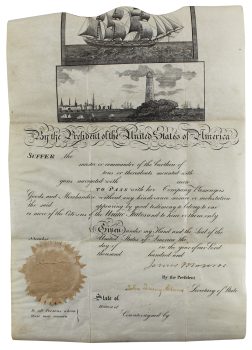 By the President of the United States of America
SUFFER the
master or commander of the burthen of
tons or thereabouts mounted with
guns navigated with men
TO PASS with her Company Passengers
Goods and Merchandize without any hinderance seizure or molestation
the said appearing by good testimony to belong to one
or more of the Citizens of the United States and to him or them only
Given under my Hand and the Seal of the
United States of America the
day of in the year of our Lord
thousand hundred and
James Monroe
By the President
John Quincy Adams Secretary of State
State of
District of
Countersigned by